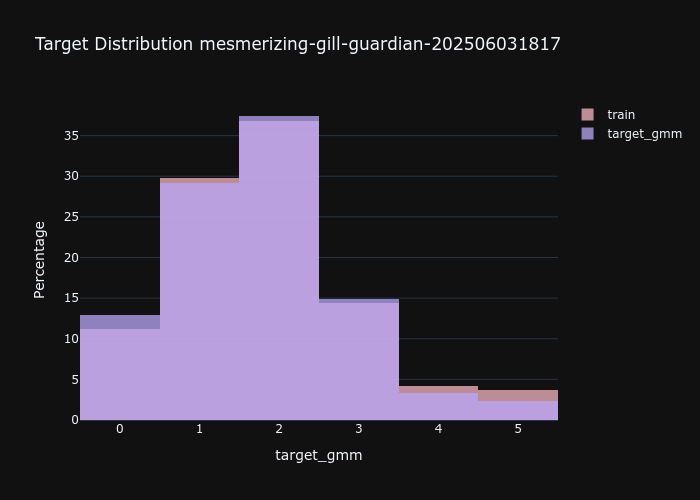 Target Distribution mesmerizing-gill-guardian-202506031817
train
target_gmm
Percentage
35
30
25
20
15
10
5
0
0 1 2 3 4 5
target_gmm